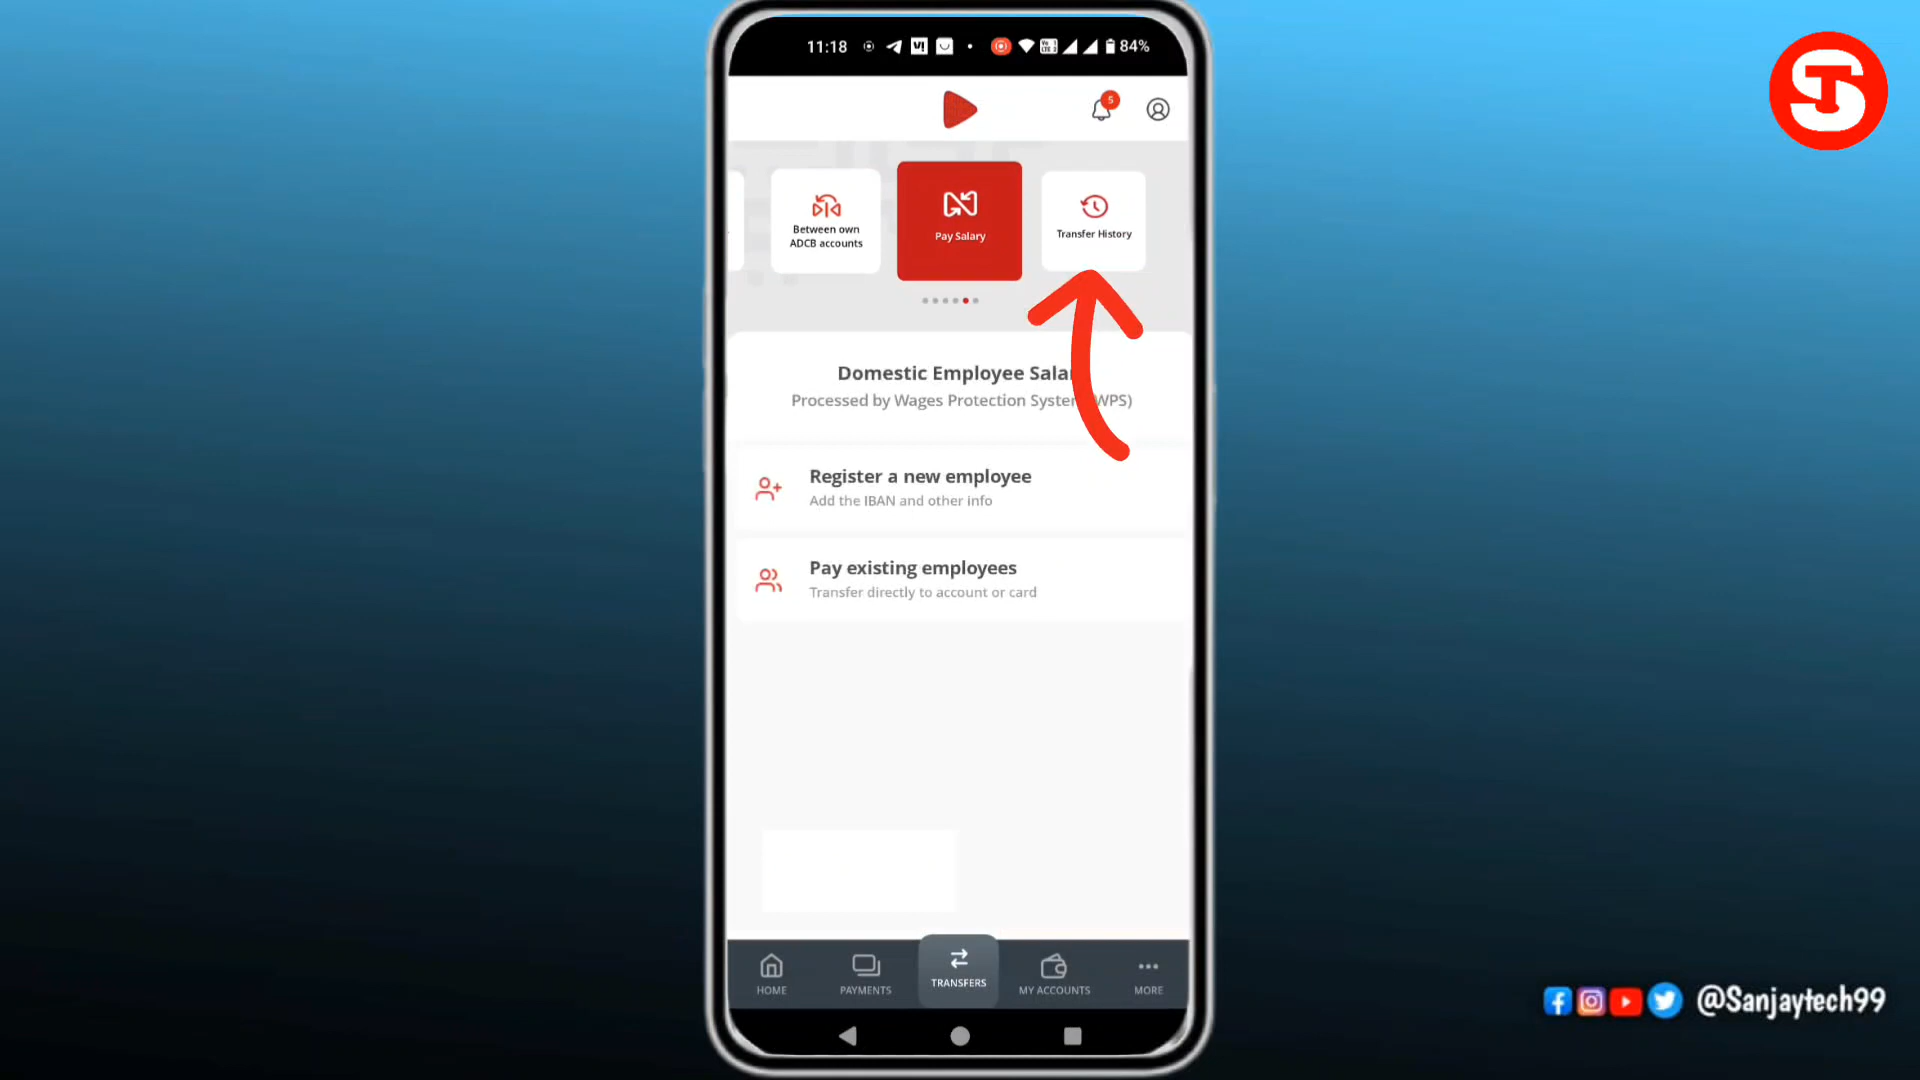 11:18
84%
5
Between own
ADCB accounts
Pay Salary
Transfer History
Domestic Employee Salar
Processed by Wages Protection System (WPS)
Register a new employee
Add the IBAN and other info
Pay existing employees
Transfer directly to account or card
HOME
PAYMENTS
TRANSFERS
MY ACCOUNTS
MORE
@Sanjaytech99